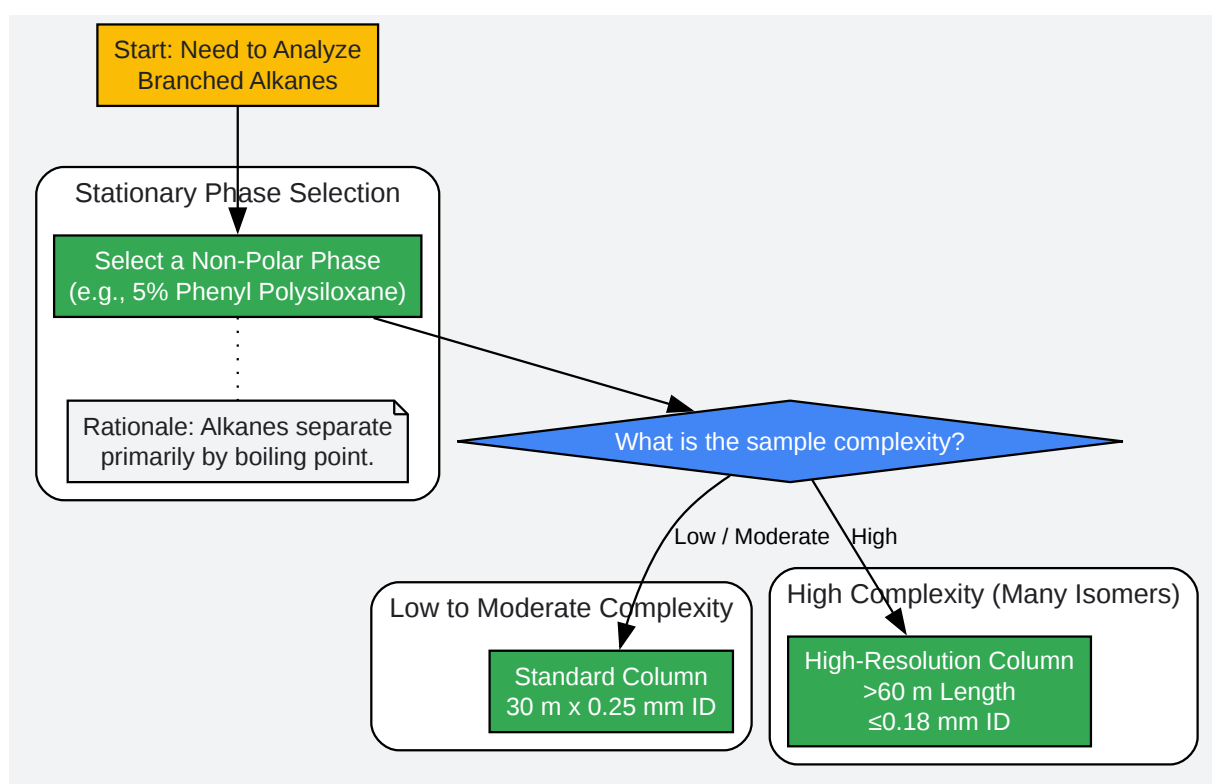 Start: Need to Analyze
Branched Alkanes
Stationary Phase Selection
Select a Non-Polar Phase
(e.g., 5% Phenyl Polysiloxane)
Rationale: Alkanes separate
primarily by boiling point.
What is the sample complexity?
Low / Moderate
High
Low to Moderate Complexity
Standard Column
30 m x 0.25 mm ID
High Complexity (Many Isomers)
High-Resolution Column
>60 m Length
≤0.18 mm ID